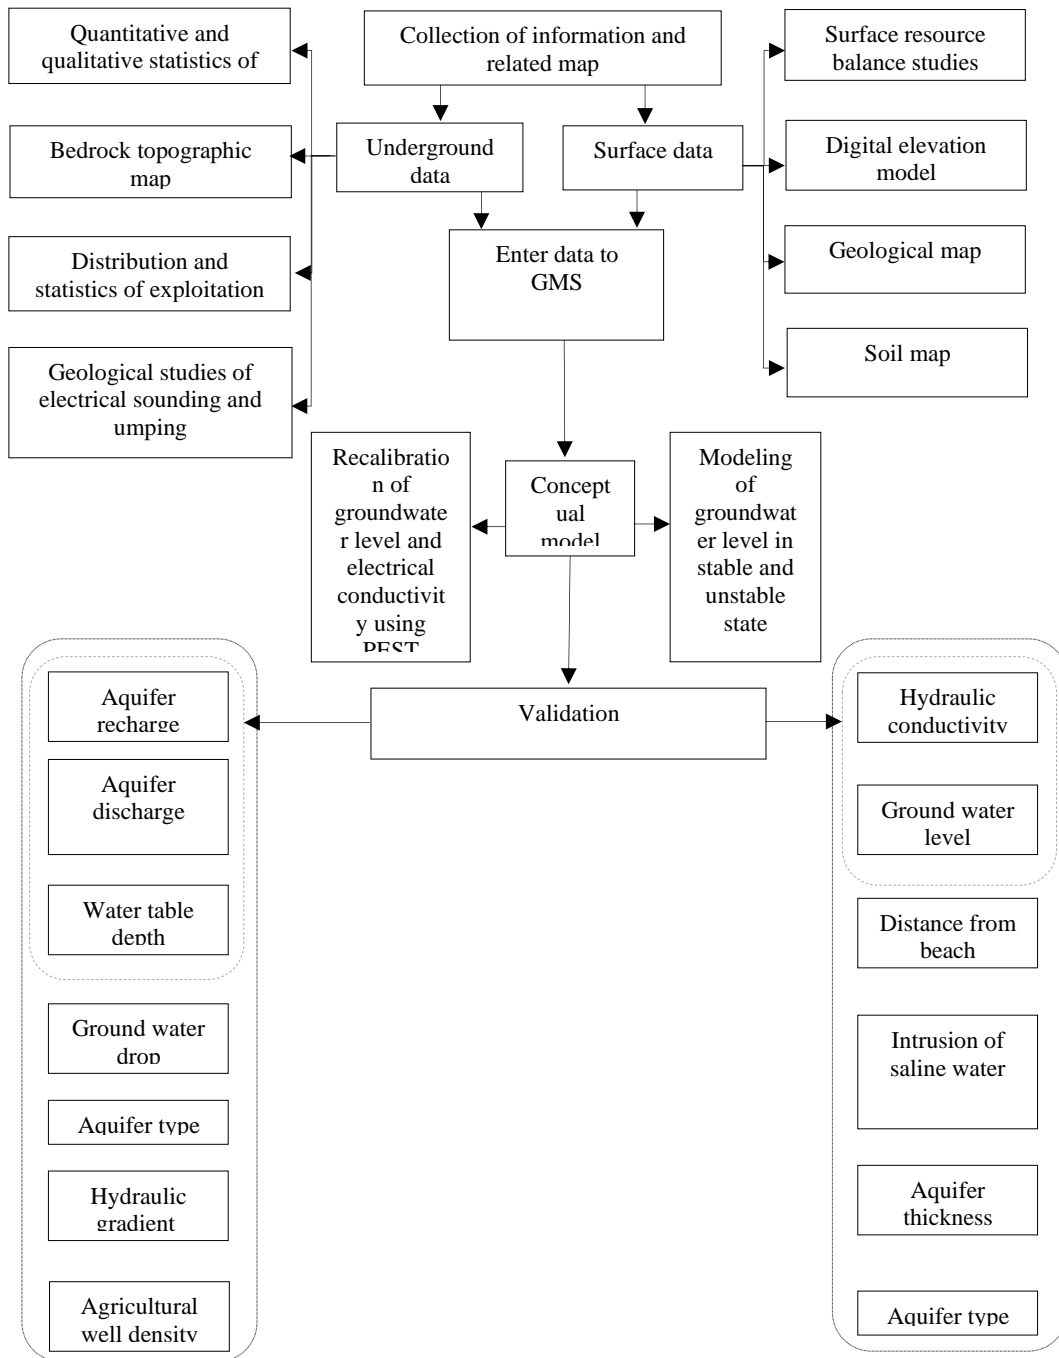 Quantitative and
qualitative statistics of
Collection of information and
related map
Surface resource
balance studies
Bedrock topographic
map
Underground
data
Surface data
Digital elevation
model
Distribution and
statistics of exploitation
Enter data to
GMS
Geological map
Geological studies of
electrical sounding and
umping
Soil map
Recalibratio
n of
groundwate
r level and
electrical
conductivit
y using
PEST
Concept
ual
model
Modeling
of
groundwat
er level in
stable and
unstable
state
Validation
Aquifer
recharge
Aquifer
discharge
Water table
depth
Ground water
drop
Aquifer type
Hydraulic
gradient
Agricultural
well density
Hydraulic
conductivity
Ground water
level
Distance from
beach
Intrusion of
saline water
Aquifer
thickness
Aquifer type